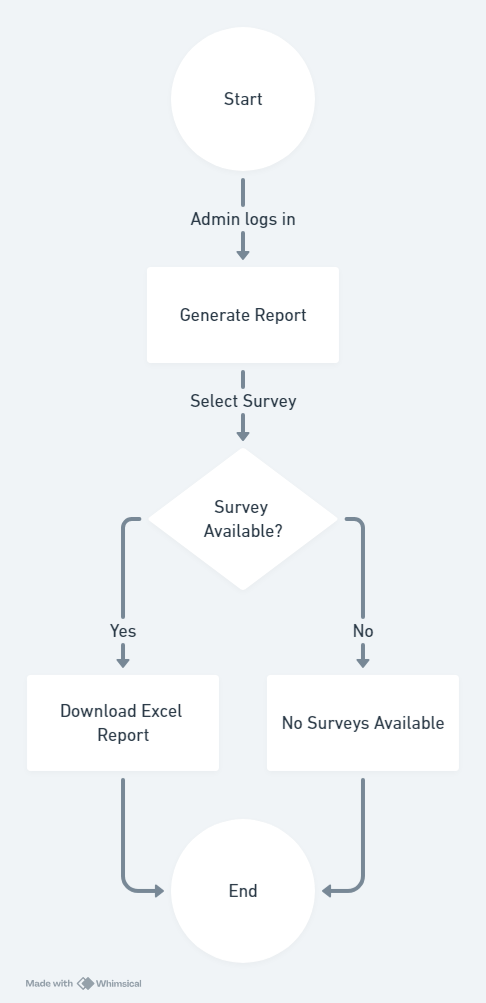 Start
Admin logs in
Generate Report
Select Survey
Survey
Available?
Yes
No
Download Excel
Report
No Surveys Available
End
Made with Whimsical